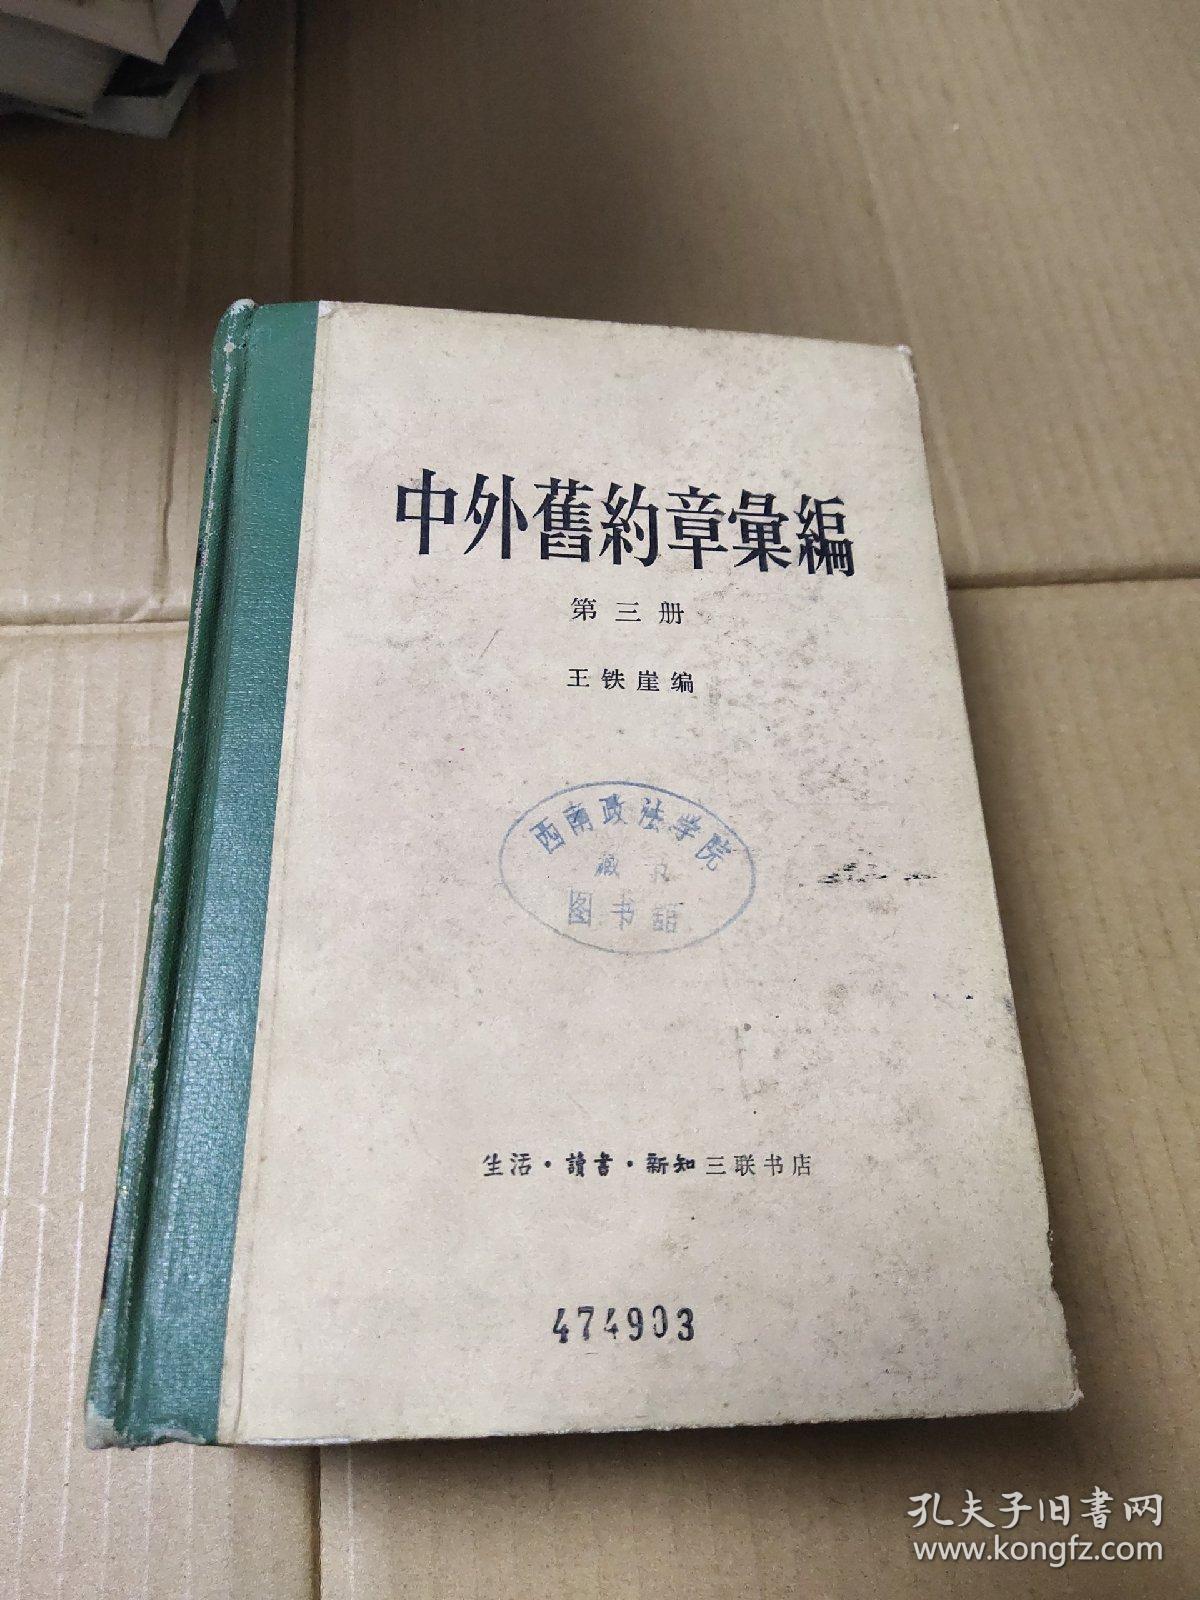 中外舊約章彙編
第三册
王铁崖编
西南政法学院
藏
图书館
生活·讀書·新知三联书店
474903
孔夫子旧书网
www.kongfz.com